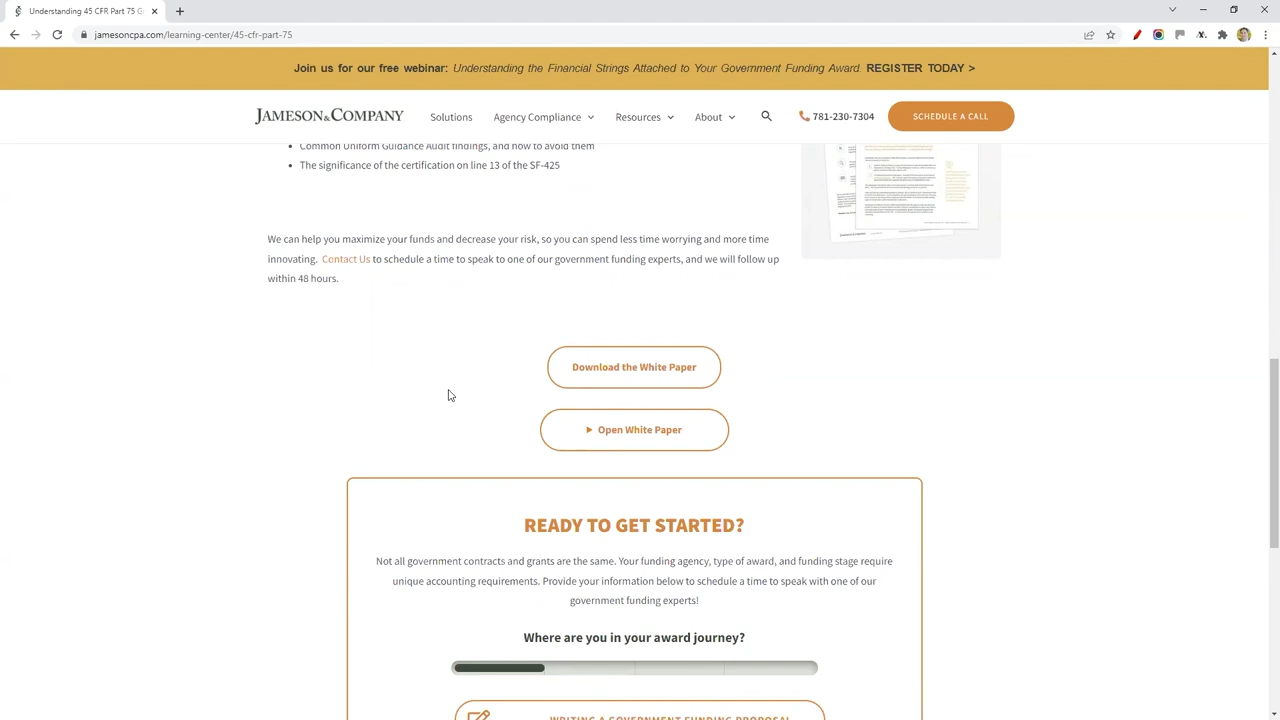 Understanding 45 CFR Part 75 G
jamesoncpa.com/learning-center/45-cfr-part-75
Join us for our free webinar: Understanding the Financial Strings Attached to Your Government Funding Award. REGISTER TODAY >
JAMESON&COMPANY
Solutions Agency Compliance Resources About 781-230-7304 SCHEDULE A CALL
• Common Uniform Guidance Audit findings, and how to avoid them
• The significance of the certification on line 13 of the SF-425
We can help you maximize your funds and decrease your risk, so you can spend less time worrying and more time
innovating. Contact Us to schedule a time to speak to one of our government funding experts, and we will follow up
within 48 hours.
Download the White Paper
Open White Paper
READY TO GET STARTED?
Not all government contracts and grants are the same. Your funding agency, type of award, and funding stage require
unique accounting requirements. Provide your information below to schedule a time to speak with one of our
government funding experts!
Where are you in your award journey?
WRITING A GOVERNMENT FUNDING PROPOSAL